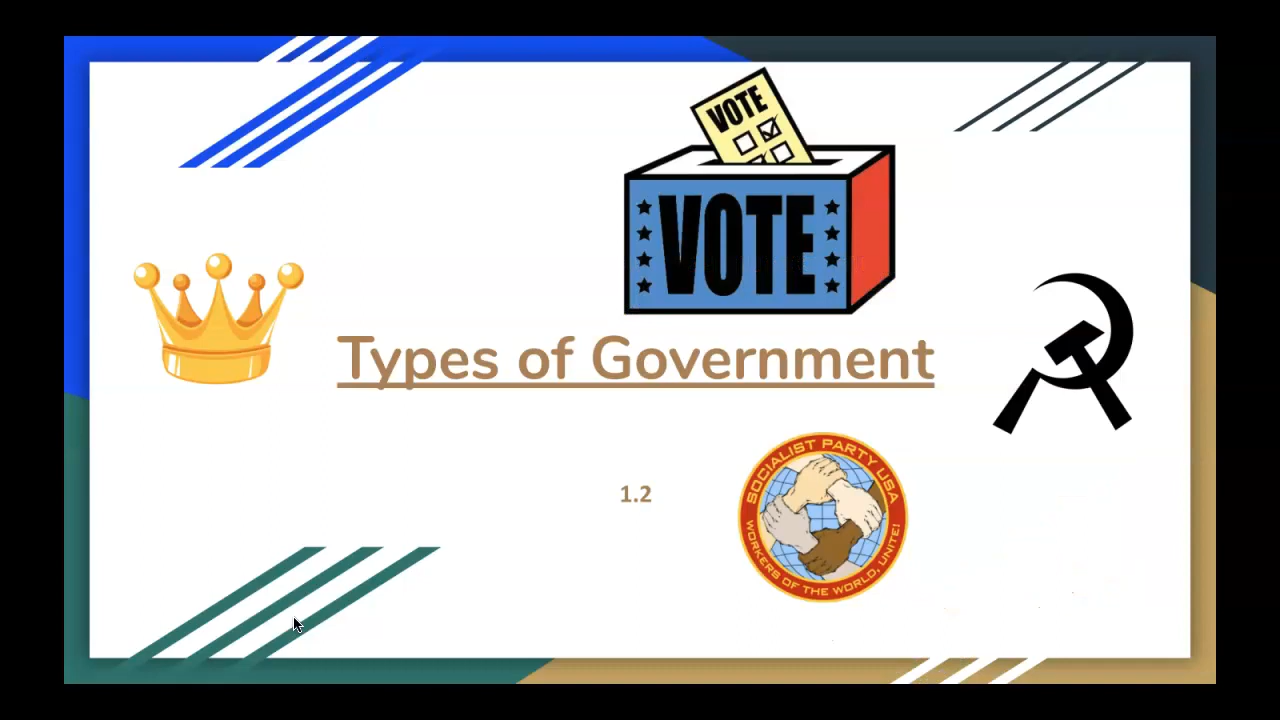 VOTE
VOTE
Types of Government
1.2
SOCIALIST PARTY USA
WORKERS OF THE WORLD, UNITE!